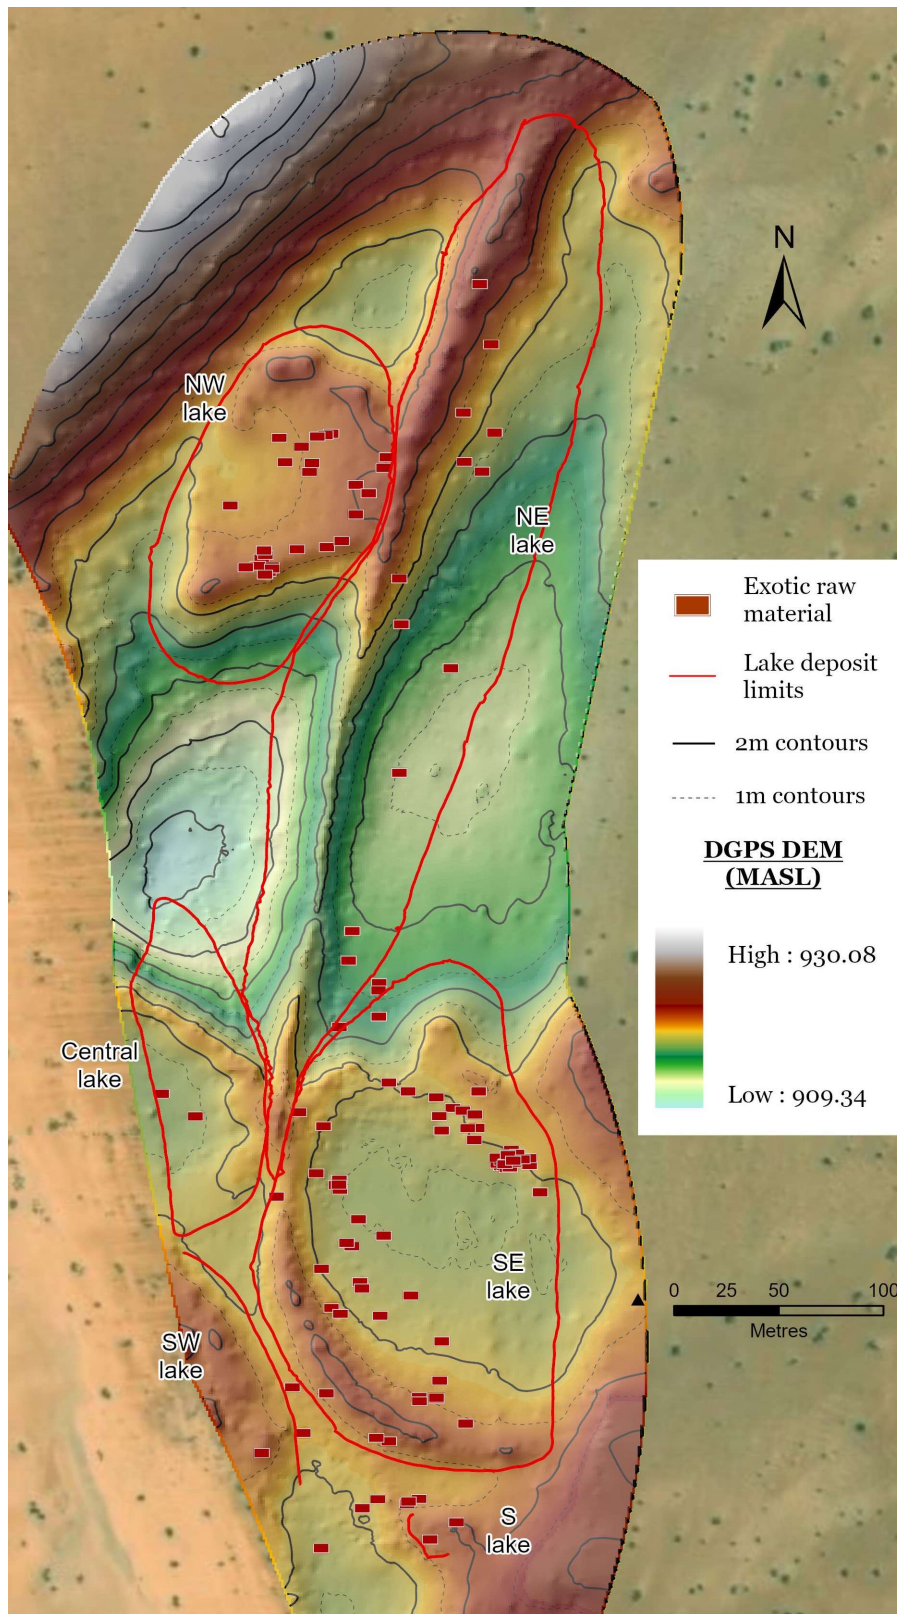 N
NW
lake
NE
lake
Exotic raw
material
Lake deposit
limits
2m contours
1m contours
DGPS DEM
(MASL)
High : 930.08
Low : 909.34
Central
lake
SE
lake
0 25 50 100
Metres
SW
lake
S
lake